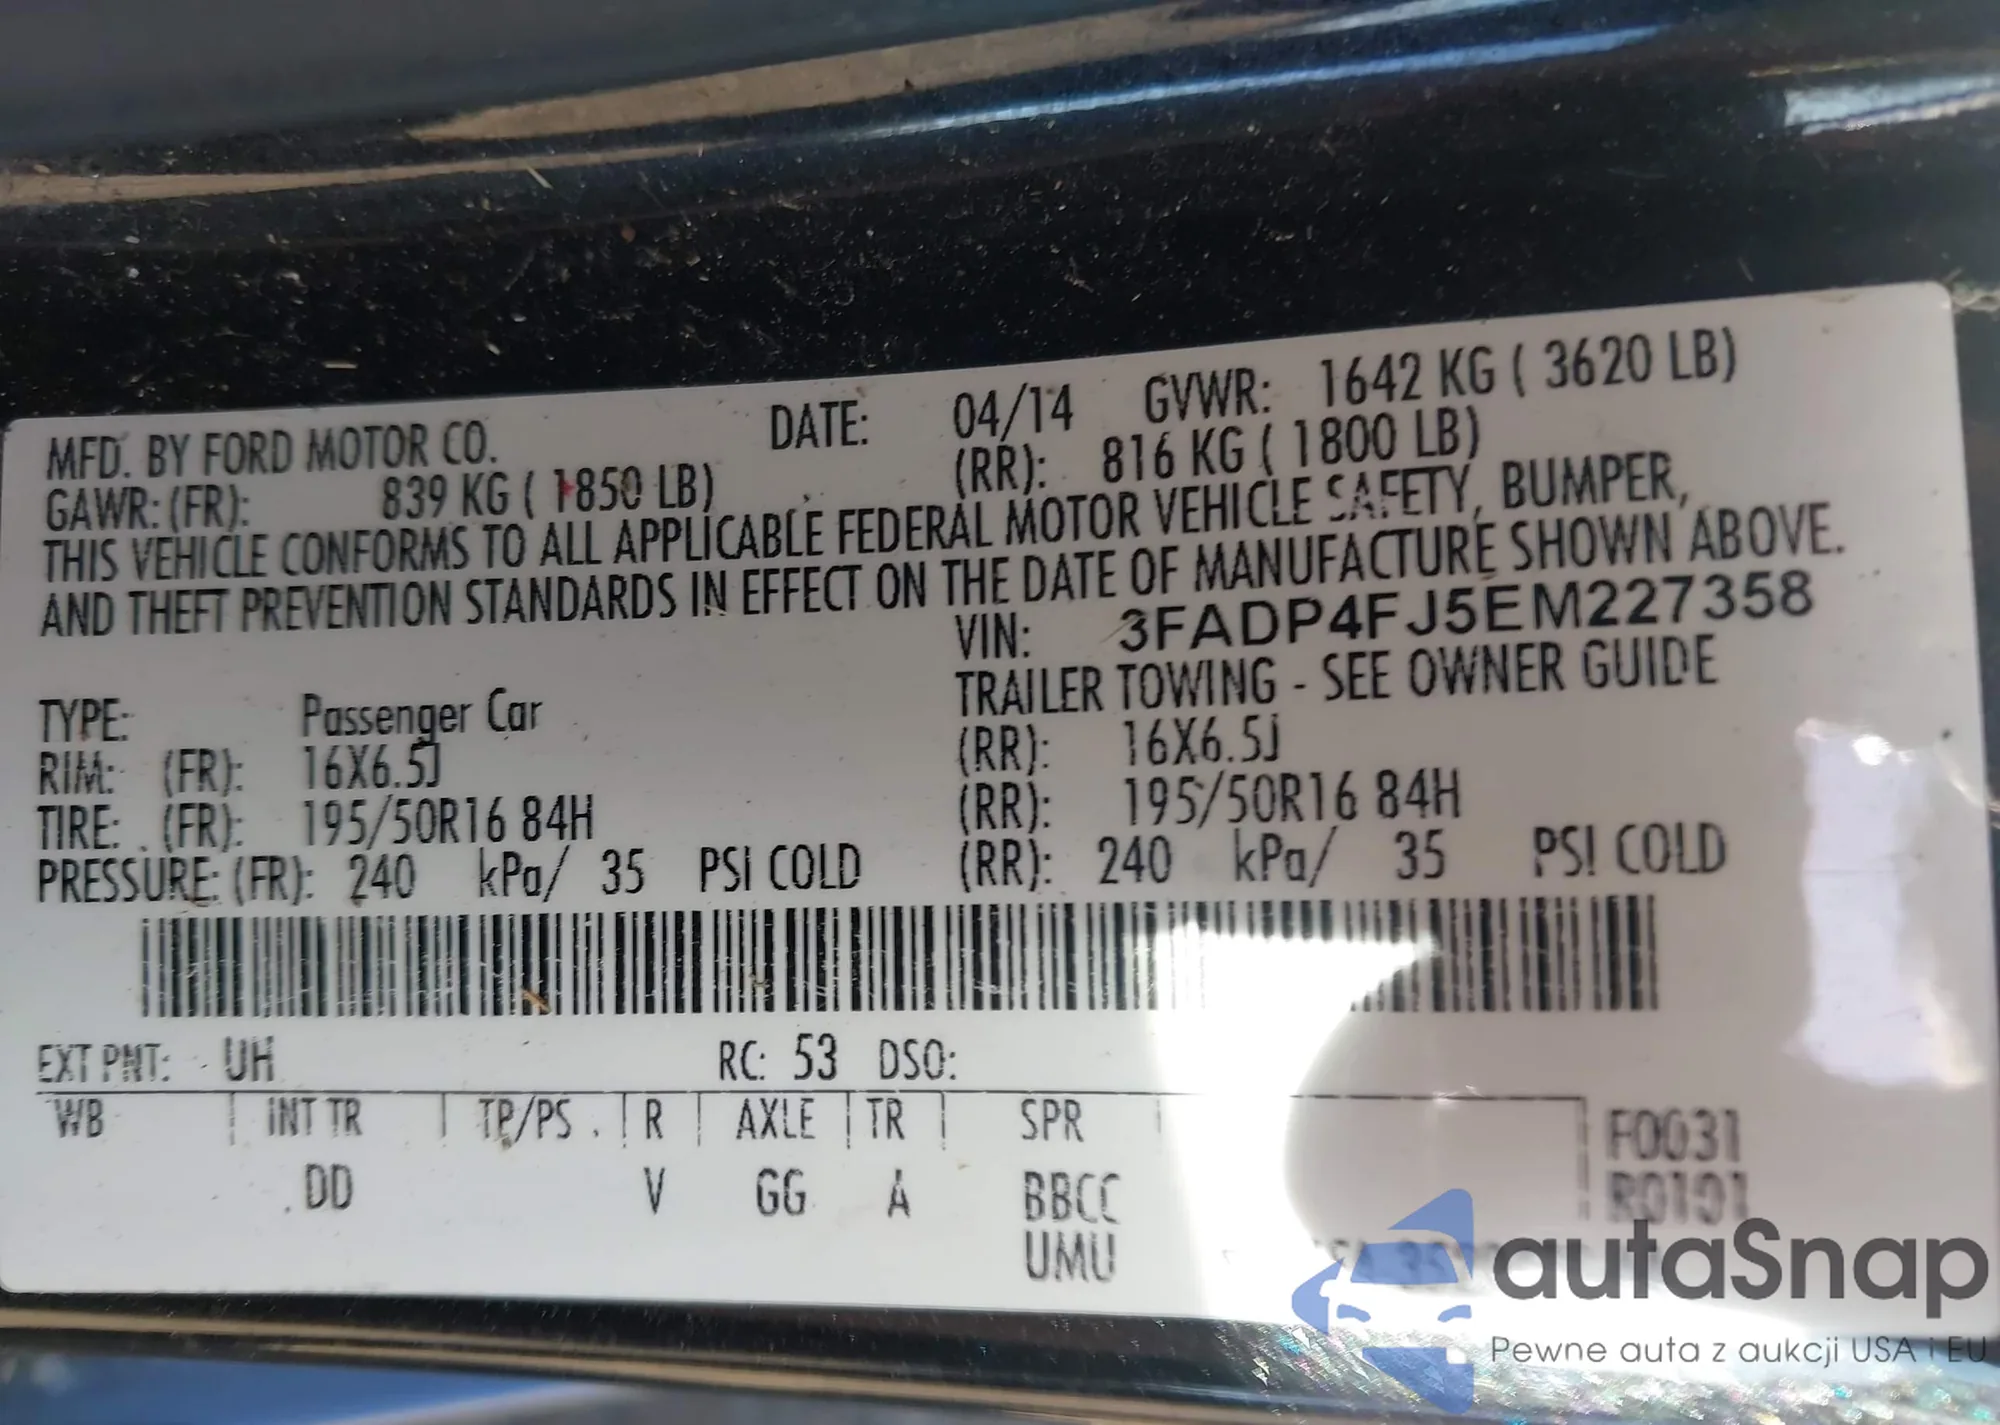 MFD. BY FORD MOTOR CO. DATE: 04/14 GVWR: 1642 KG ( 3620 LB)
GAWR: (FR): 839 KG ( 1850 LB) (RR): 816 KG ( 1800 LB)
THIS VEHICLE CONFORMS TO ALL APPLICABLE FEDERAL MOTOR VEHICLE SAFETY, BUMPER,
AND THEFT PREVENTION STANDARDS IN EFFECT ON THE DATE OF MANUFACTURE SHOWN ABOVE.
VIN: 3FADP4FJ5EM227358
TYPE: Passenger Car TRAILER TOWING - SEE OWNER GUIDE
RIM: (FR): 16X6.5J (RR): 16X6.5J
TIRE: (FR): 195/50R16 84H (RR): 195/50R16 84H
PRESSURE: (FR): 240 kPa/ 35 PSI COLD (RR): 240 kPa/ 35 PSI COLD
EXT PNT: UH RC: 53 DSO:
WB INT TR TP/PS R AXLE TR SPR
F0031
DD V GG A BBCC
R0101
UMU
autaSnap
Pewne auta z aukcji USA i EU